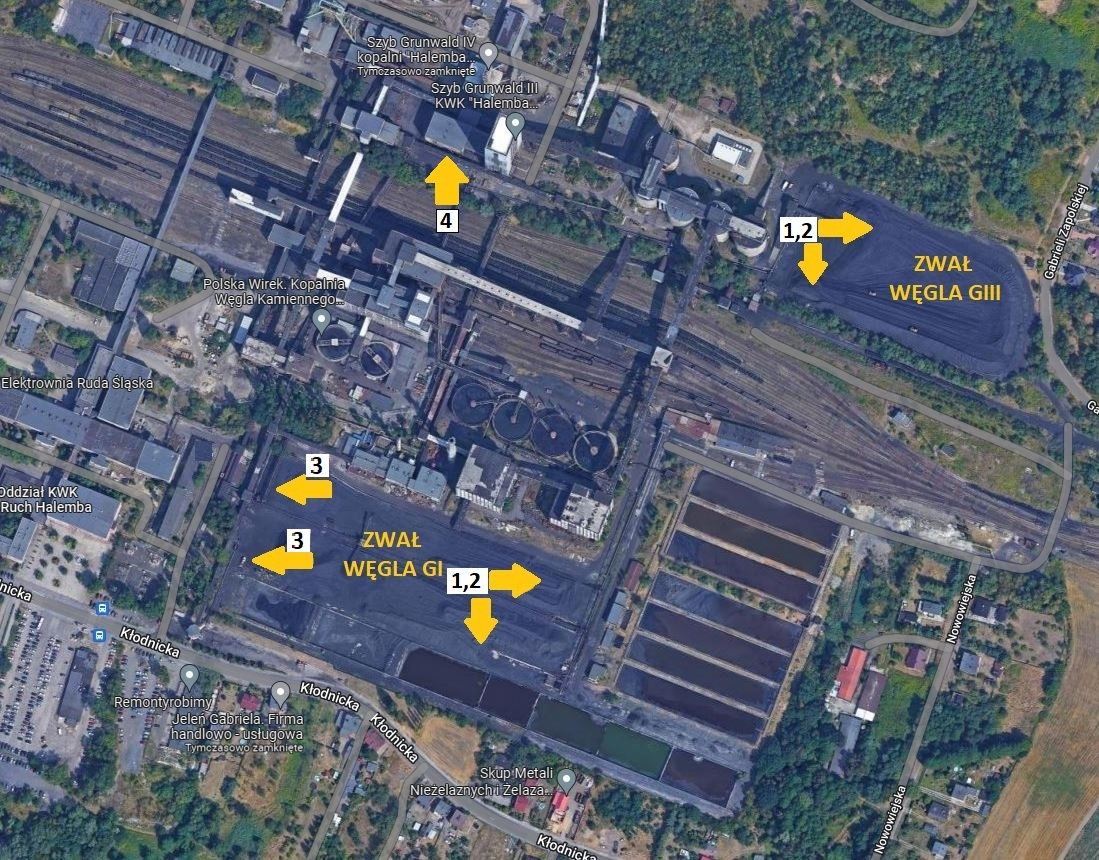 Szyb Grunwald IV
kopalni "Halemba...
Tymczasowo zamknięte
Szyb Grunwald III
KWK "Halemba...
4
1,2
ZWAŁ
WĘGLA GIII
Gabrieli Zapolskiej
Polska Wirek. Kopalnia
Węgla Kamiennego...
Elektrownia Ruda Śląska
Ga
3
Oddział KWK
Ruch Halemba
3
ZWAŁ
WĘGLA GI
1,2
dnicka
Kłodnicka
Nowowiejska
Kłodnicka
Remontyrobimy
Jeleń Gabriela. Firma
handlowo - usługowa
Tymczasowo zamknięte
Kłodnicka
Skup Metali
Nieżelaznych i Żelaza...
Nowowiejska
Kłodnicka